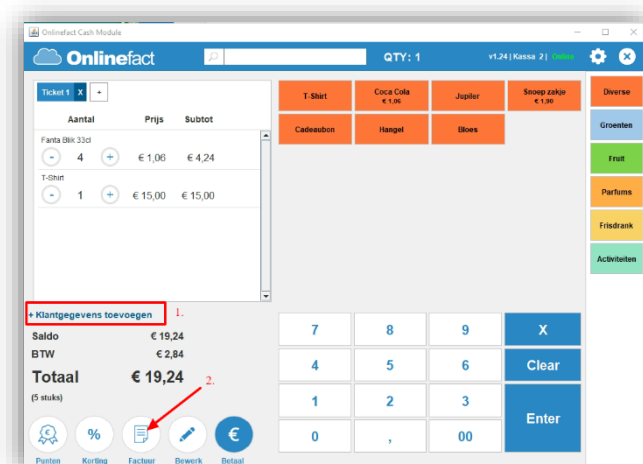 Onlinefact Cash Module
Onlinefact
QTY: 1
v1.24 | Kassa 2 | Online
Ticket 1 X +
Aantal Prijs Subtot
Fanta Blik 33cl
- 4 + € 1,06 € 4,24
T-Shirt
- 1 + € 15,00 € 15,00
T-Shirt
Coca Cola
€ 1,06
Jupiler
Snoep zakje
€ 1,00
Cadeaubon
Hangel
Bloes
Diverse
Groenten
Fruit
Parfums
Frisdrank
Activiteiten
+ Klantgegevens toevoegen
1.
Saldo € 19,24
BTW € 2,84
Totaal € 19,24
2.
(5 stuks)
7 8 9 X
4 5 6 Clear
1 2 3
Enter
0 , 00
%
€
Punten Korting Factuur Bewerk Betaal